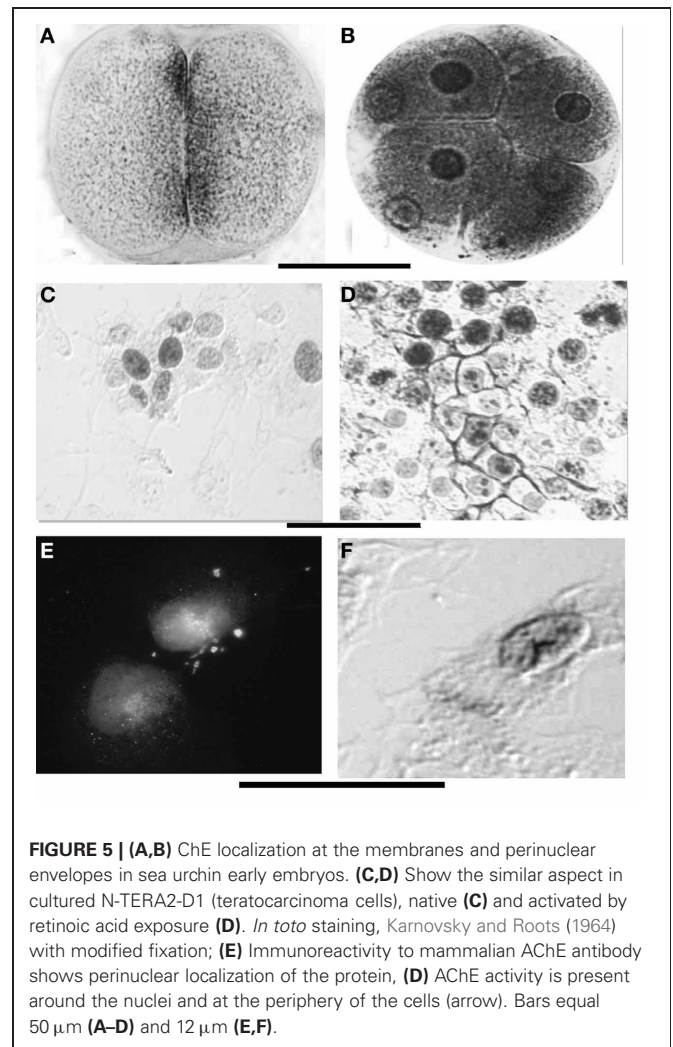 A
B
C
D
E
F
FIGURE 5 | (A,B) ChE localization at the membranes and perinuclear
envelopes in sea urchin early embryos. (C,D) Show the similar aspect in
cultured N-TERA2-D1 (teratocarcinoma cells), native (C) and activated by
retinoic acid exposure (D). In toto staining, Karnovsky and Roots (1964)
with modified fixation; (E) Immunoreactivity to mammalian AChE antibody
shows perinuclear localization of the protein, (D) AChE activity is present
around the nuclei and at the periphery of the cells (arrow). Bars equal
50 μm (A–D) and 12 μm (E,F).